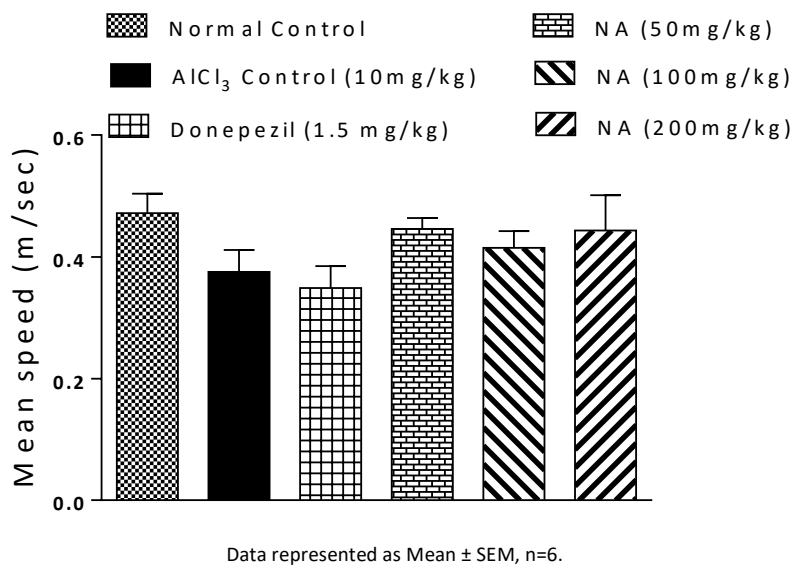 Normal Control
AlCl₃ Control (10mg/kg)
Donepezil (1.5 mg/kg)
NA (50mg/kg)
NA (100mg/kg)
NA (200mg/kg)
Mean speed (m/sec)
0.6
0.4
0.2
0.0
Data represented as Mean ± SEM, n=6.